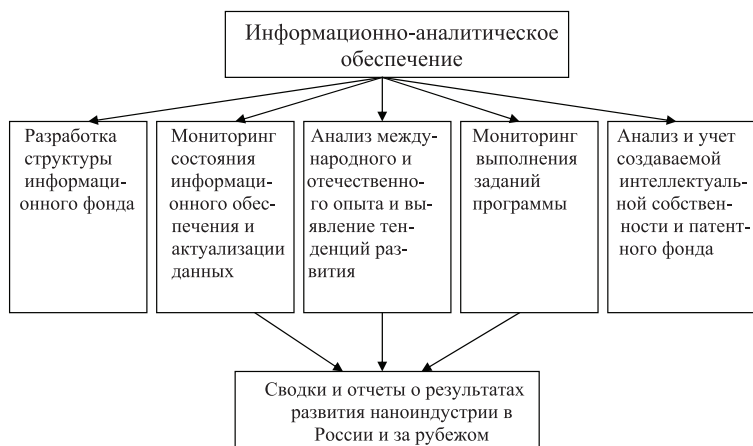 Информационно-аналитическое
обеспечение
Разработка
структуры
информаци-
онного фонда
Мониторинг
состояния
информаци-
онного обес-
печения и
актуализации
данных
Анализ между-
народного и
отечественно-
го опыта и вы-
явление тен-
денций раз-
вития
Мониторинг
выполнения
заданий
программы
Анализ и учет
создаваемой
интеллектуаль-
ной собствен-
ности и патент-
ного фонда
Сводки и отчеты о результатах
развития наноиндустрии в
России и за рубежом